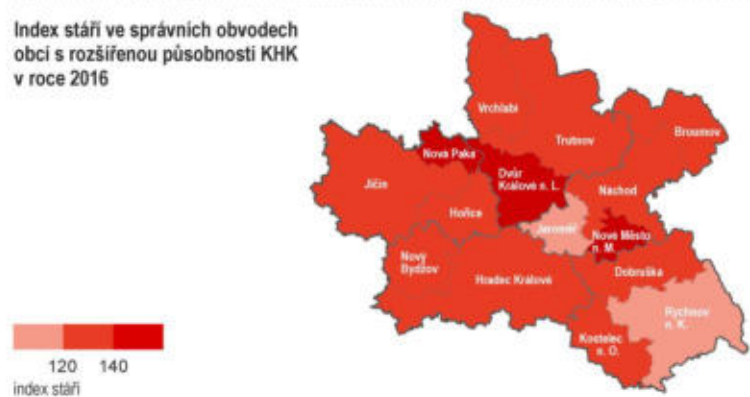 Index stáří ve správních obvodech
obcí s rozšířenou působností KHK
v roce 2016
Vrchlabí
Trutnov
Broumov
Nová Paka
Dvůr
Králové n. L.
Jičín
Náchod
Hořice
Jaroměř
Nové Město
n. M.
Nový
Bydžov
Hradec Králové
Dobruška
Rychnov
n. K.
Kostelec
n. O.
120 140
index stáří